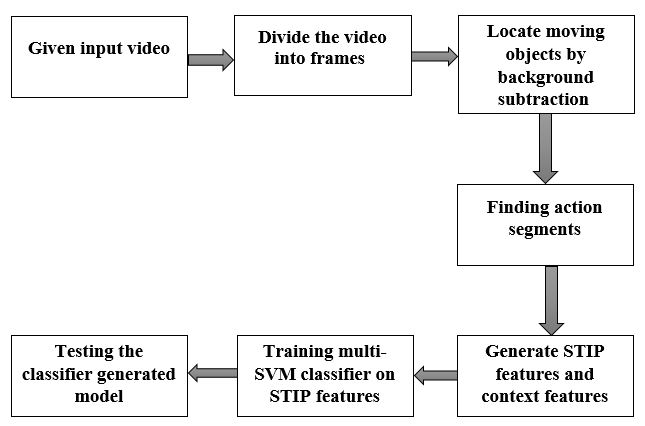 Given input video
Divide the video
into frames
Locate moving
objects by
background
subtraction
Finding action
segments
Generate STIP
features and
context features
Training multi-
SVM classifier on
STIP features
Testing the
classifier generated
model